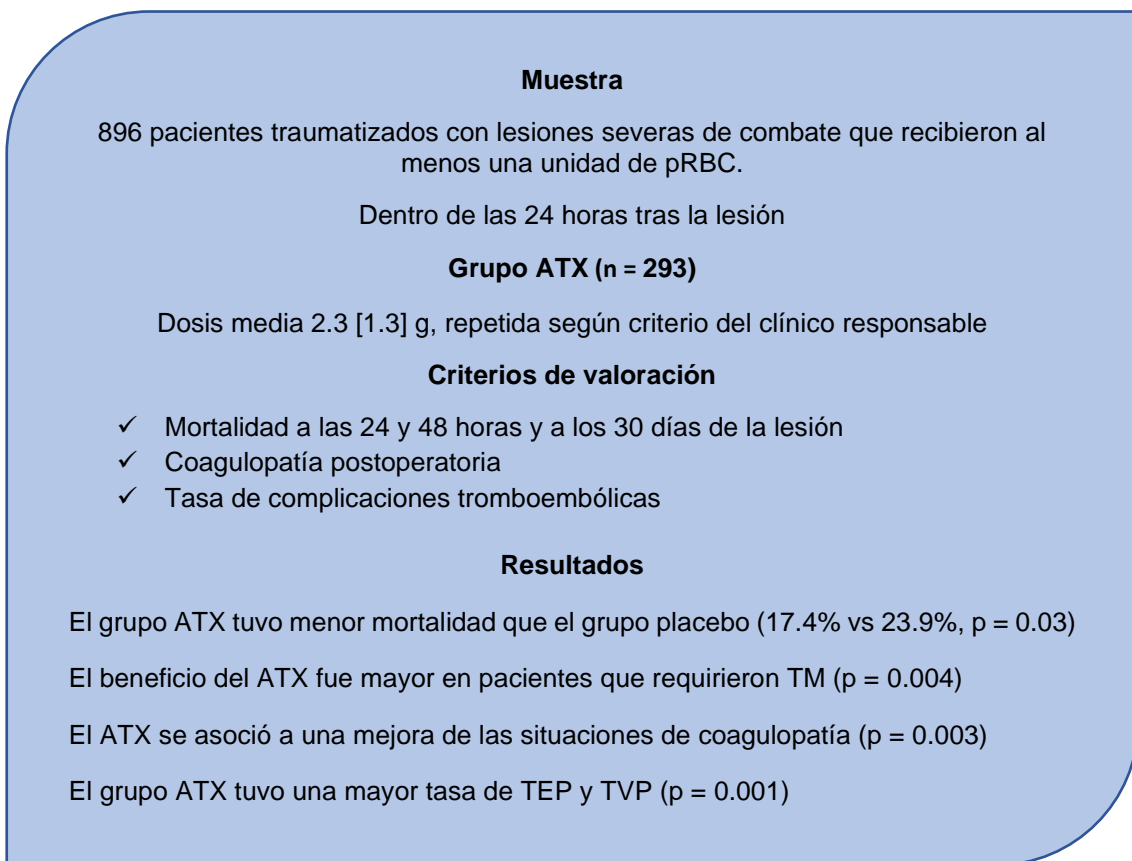 Muestra
896 pacientes traumatizados con lesiones severas de combate que recibieron al
menos una unidad de pRBC.
Dentro de las 24 horas tras la lesión
Grupo ATX (n = 293)
Dosis media 2.3 [1.3] g, repetida según criterio del clínico responsable
Criterios de valoración
✓ Mortalidad a las 24 y 48 horas y a los 30 días de la lesión
✓ Coagulopatía postoperatoria
✓ Tasa de complicaciones tromboembólicas
Resultados
El grupo ATX tuvo menor mortalidad que el grupo placebo (17.4% vs 23.9%, p = 0.03)
El beneficio del ATX fue mayor en pacientes que requirieron TM (p = 0.004)
El ATX se asoció a una mejora de las situaciones de coagulopatía (p = 0.003)
El grupo ATX tuvo una mayor tasa de TEP y TVP (p = 0.001)